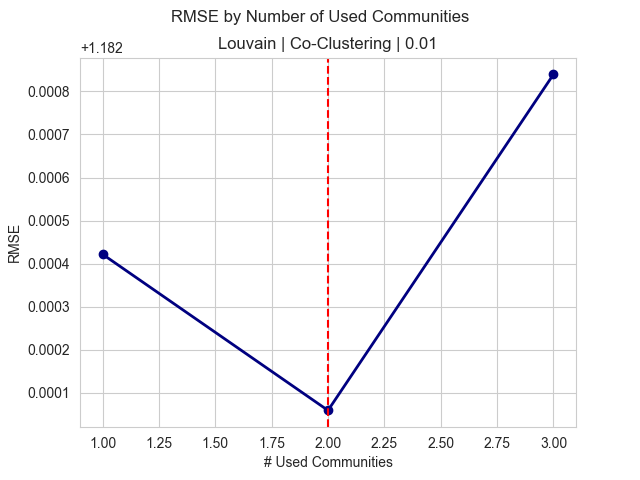 RMSE by Number of Used Communities
Louvain | Co-Clustering | 0.01
+1.182
0.0008
0.0007
0.0006
0.0005
0.0004
0.0003
0.0002
0.0001
RMSE
1.00 1.25 1.50 1.75 2.00 2.25 2.50 2.75 3.00
# Used Communities